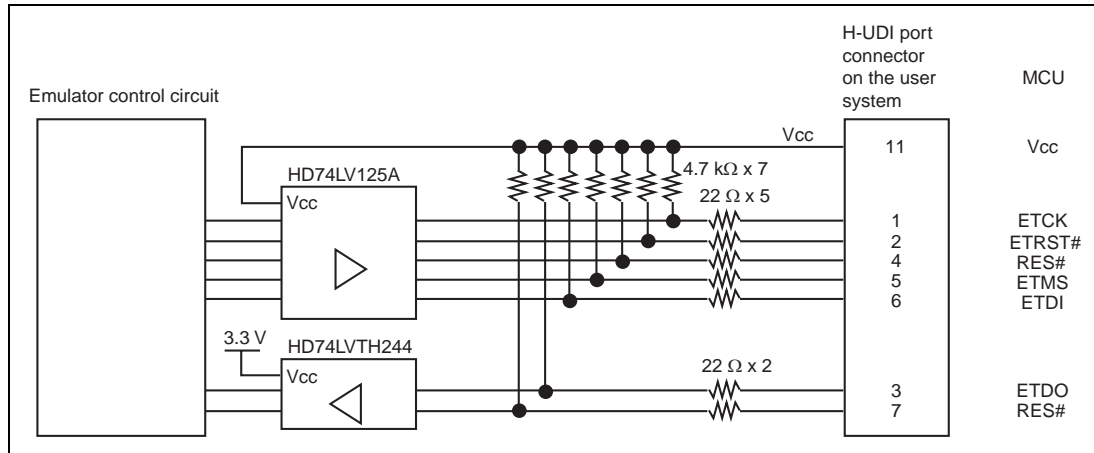 H-UDI port
connector
on the user
system
MCU
Emulator control circuit
Vcc
11
Vcc
HD74LV125A
4.7 kΩ x 7
Vcc
22 Ω x 5
1
ETCK
2
ETRST#
4
RES#
5
ETMS
6
ETDI
3.3 V
HD74LVTH244
Vcc
22 Ω x 2
3
ETDO
7
RES#